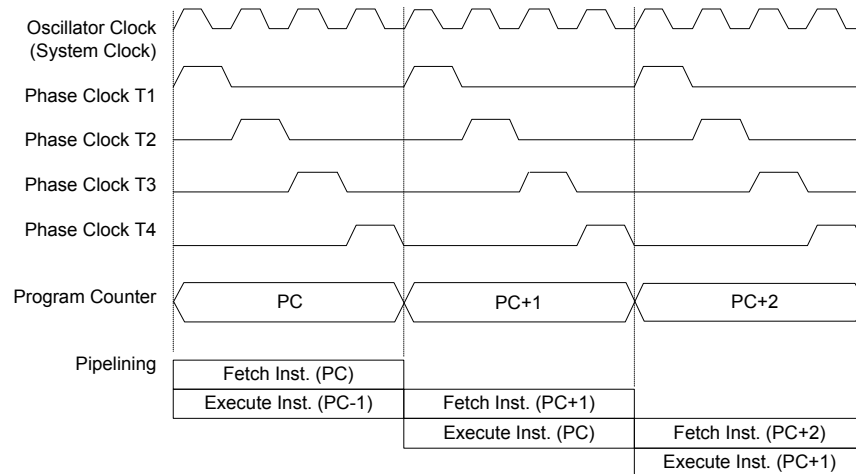 Oscillator Clock
(System Clock)
Phase Clock T1
Phase Clock T2
Phase Clock T3
Phase Clock T4
Program Counter
PC
PC+1
PC+2
Pipelining
Fetch Inst. (PC)
Execute Inst. (PC-1)
Fetch Inst. (PC+1)
Execute Inst. (PC)
Fetch Inst. (PC+2)
Execute Inst. (PC+1)